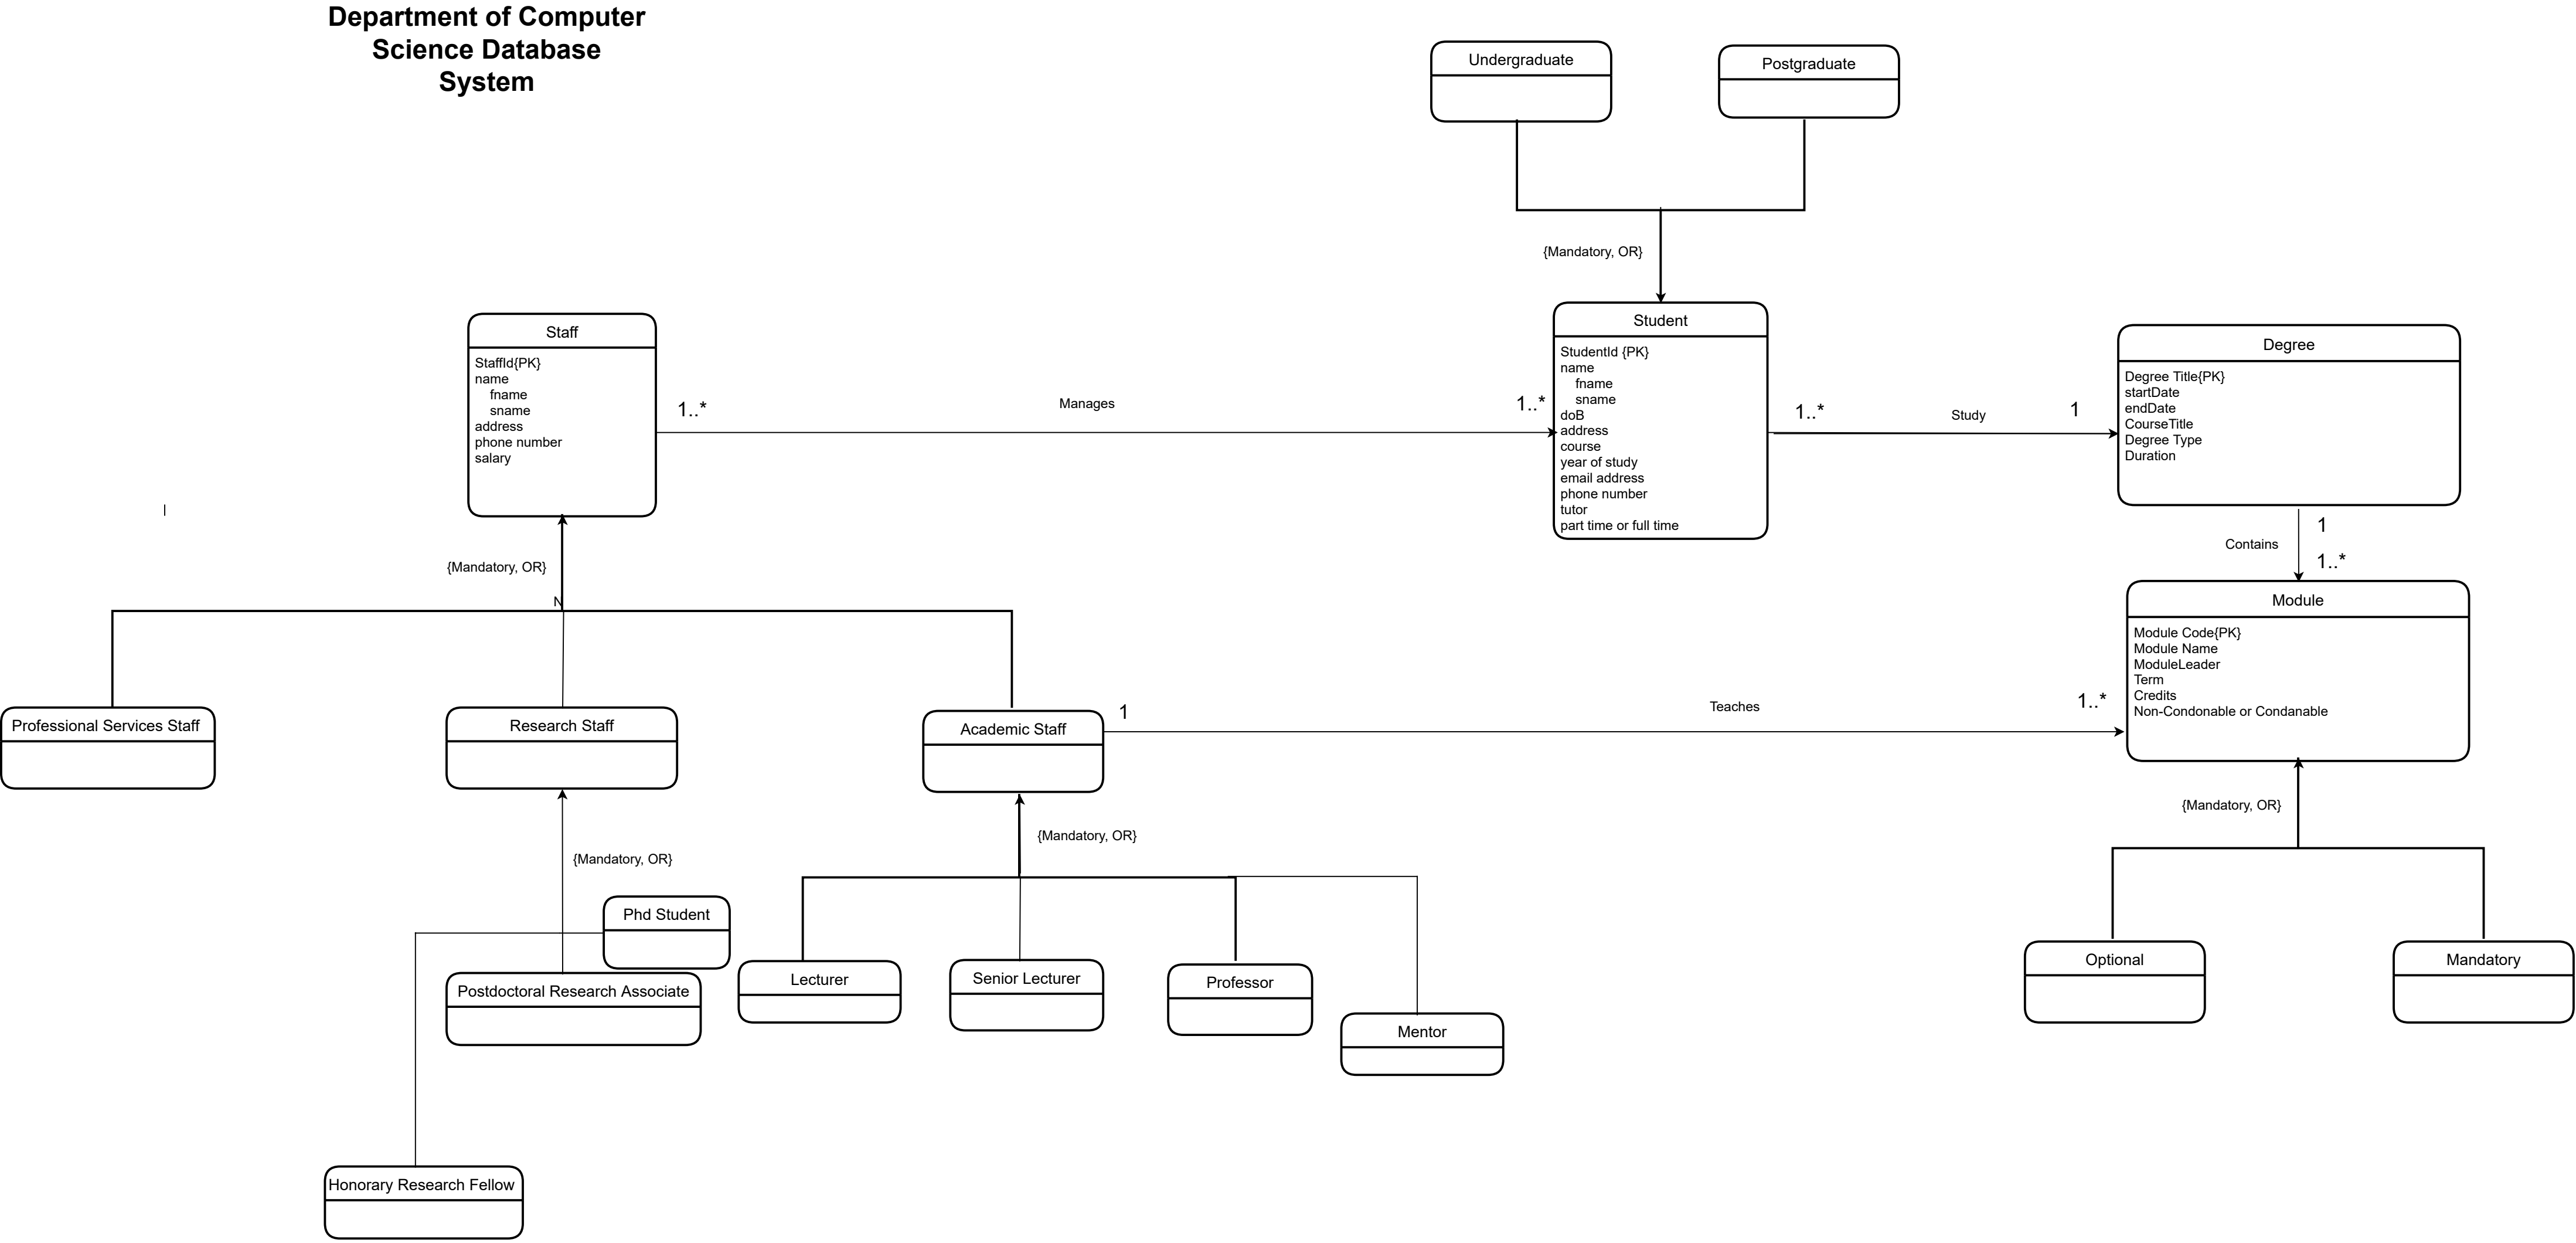 Department of Computer
Science Database
System
Undergraduate
Postgraduate
{Mandatory, OR}
Staff
StaffId{PK}
name
fname
sname
address
phone number
salary
1..*
Manages
1..*
Student
StudentId {PK}
name
fname
sname
doB
address
course
year of study
email address
phone number
tutor
part time or full time
1..*
Study
1
Degree
Degree Title{PK}
startDate
endDate
CourseTitle
Degree Type
Duration
1
Contains
1..*
Module
Module Code{PK}
Module Name
ModuleLeader
Term
Credits
Non-Condonable or Condanable
|
{Mandatory, OR}
N
Professional Services Staff
Research Staff
Academic Staff
1
Teaches
1..*
{Mandatory, OR}
{Mandatory, OR}
{Mandatory, OR}
Phd Student
Postdoctoral Research Associate
Lecturer
Senior Lecturer
Professor
Mentor
Optional
Mandatory
Honorary Research Fellow